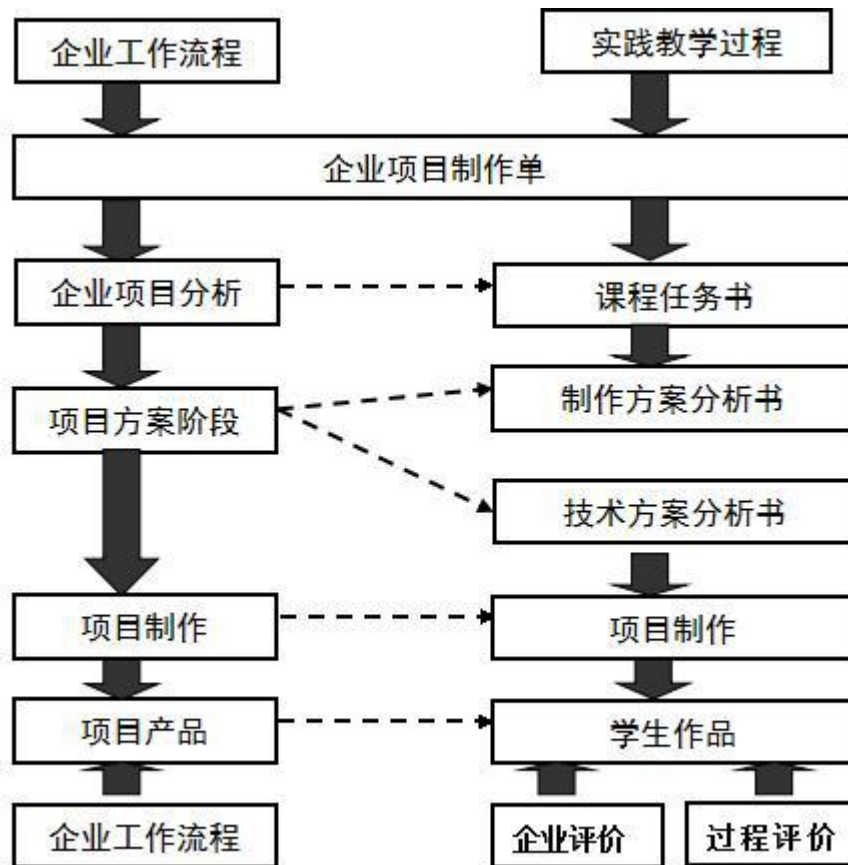 企业工作流程
实践教学过程
企业项目制作单
企业项目分析
课程任务书
项目方案阶段
制作方案分析书
技术方案分析书
项目制作
项目制作
项目产品
学生作品
企业工作流程
企业评价
过程评价